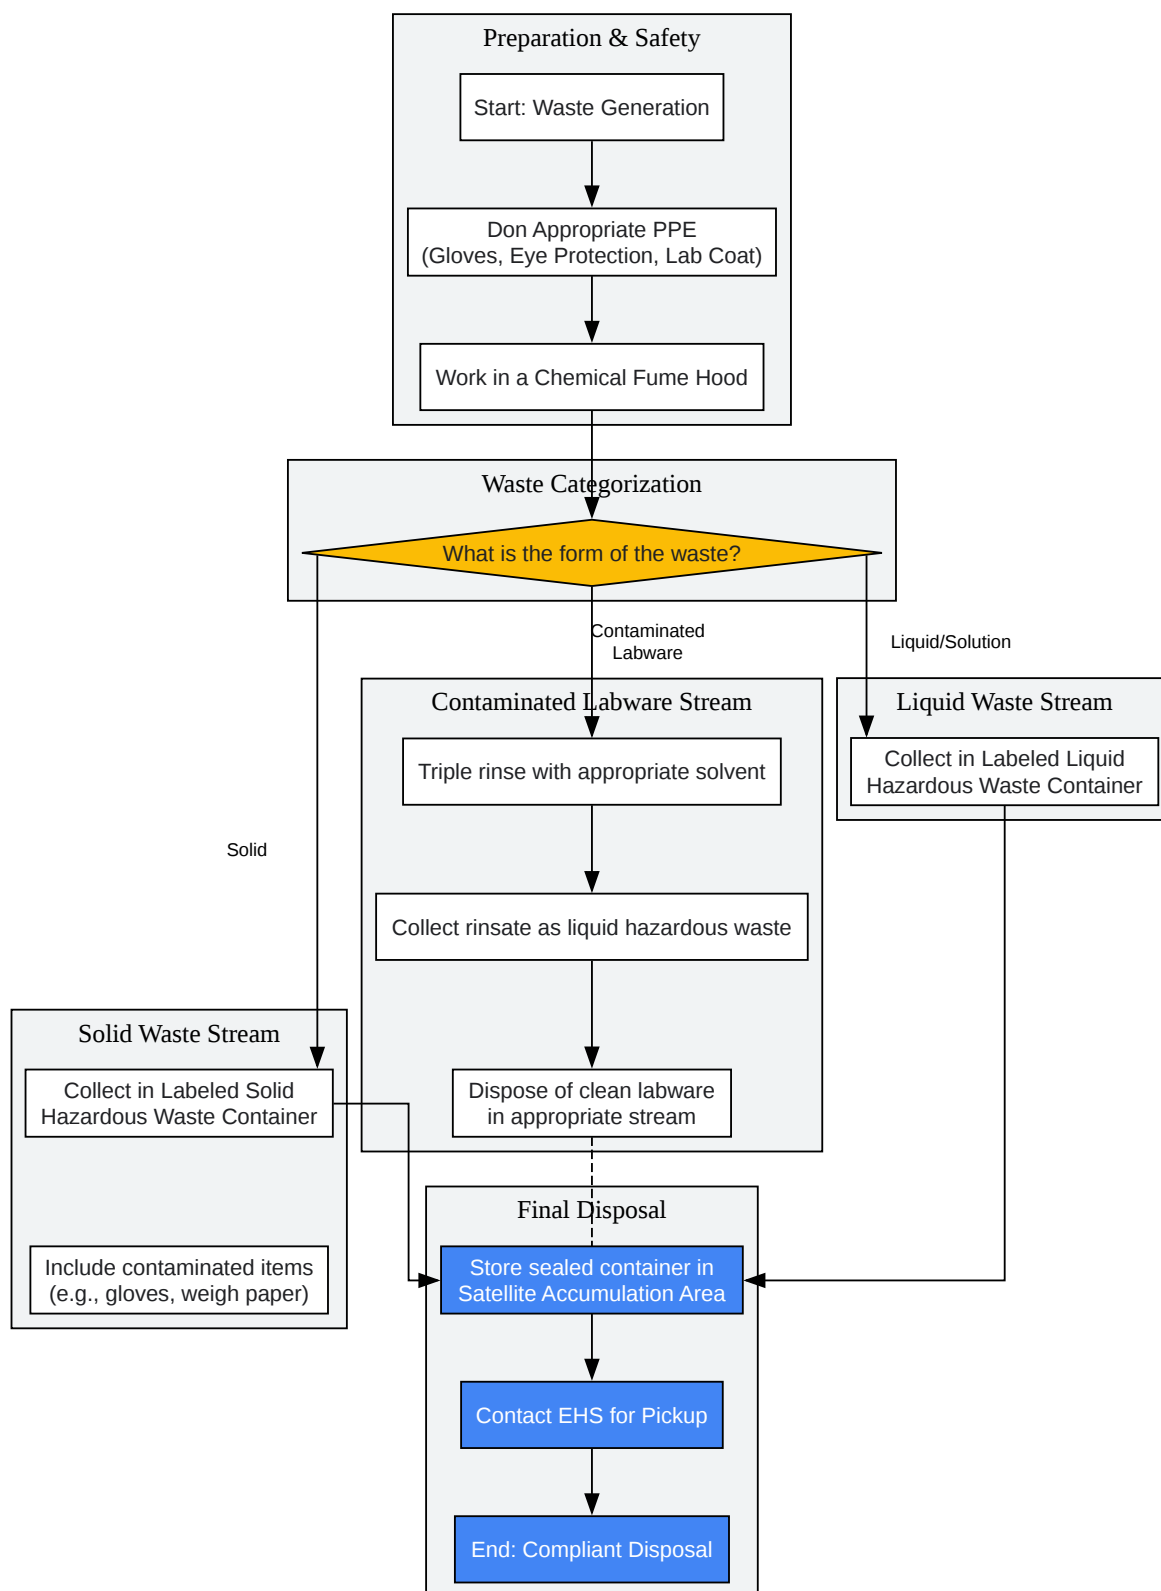 Preparation & Safety
Start: Waste Generation
Don Appropriate PPE
(Gloves, Eye Protection, Lab Coat)
Work in a Chemical Fume Hood
Waste Categorization
What is the form of the waste?
Contaminated
Labware
Liquid/Solution
Solid
Contaminated Labware Stream
Triple rinse with appropriate solvent
Collect rinsate as liquid hazardous waste
Dispose of clean labware
in appropriate stream
Liquid Waste Stream
Collect in Labeled Liquid
Hazardous Waste Container
Solid Waste Stream
Collect in Labeled Solid
Hazardous Waste Container
Include contaminated items
(e.g., gloves, weigh paper)
Final Disposal
Store sealed container in
Satellite Accumulation Area
Contact EHS for Pickup
End: Compliant Disposal